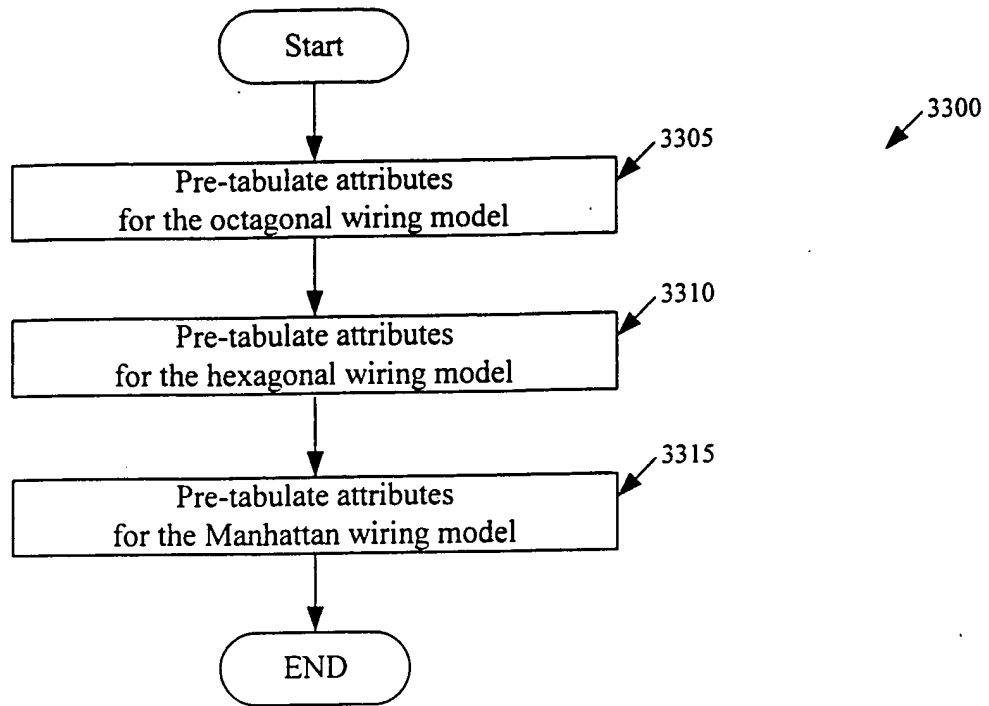 Start
3300
3305
Pre-tabulate attributes
for the octagonal wiring model
3310
Pre-tabulate attributes
for the hexagonal wiring model
3315
Pre-tabulate attributes
for the Manhattan wiring model
END